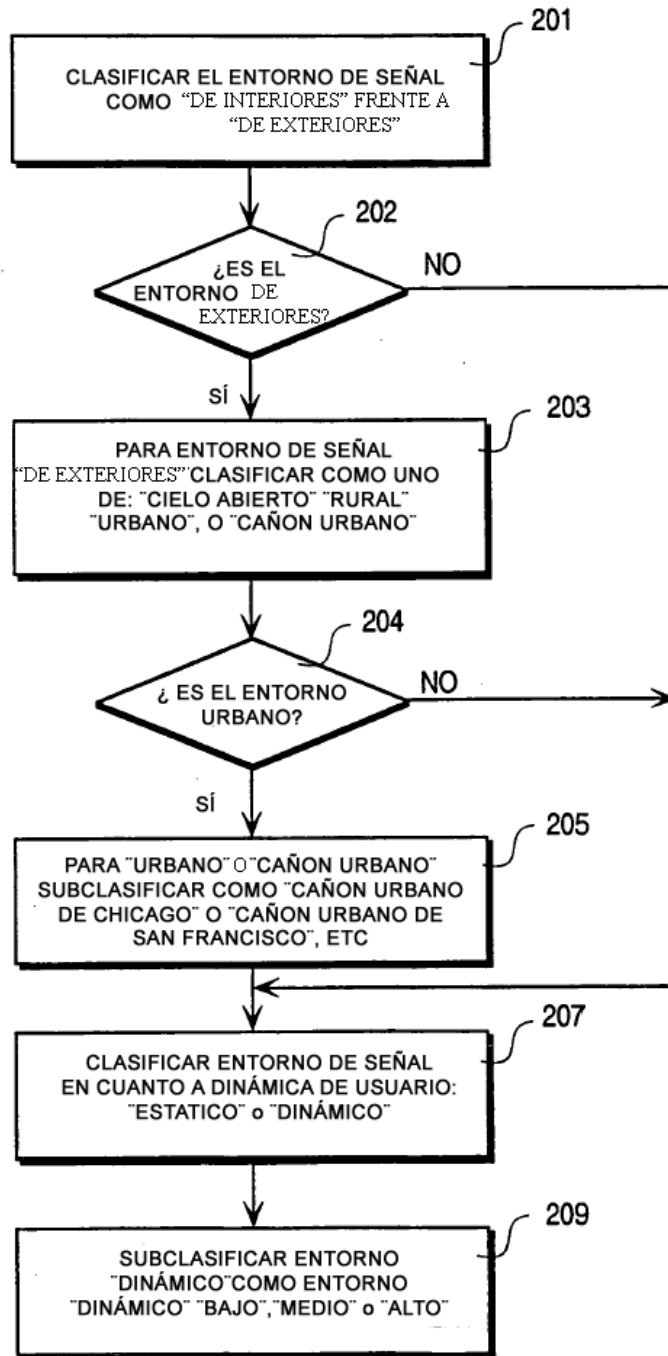 201
CLASIFICAR EL ENTORNO DE SEÑAL
COMO “DE INTERIORES” FRENTE A
“DE EXTERIORES”
202
¿ES EL
ENTORNO DE
EXTERIORES?
NO
SÍ
203
PARA ENTORNO DE SEÑAL
“DE EXTERIORES” CLASIFICAR COMO UNO
DE: ¨CIELO ABIERTO¨ ¨RURAL¨
¨URBANO¨, O ¨CAÑON URBANO¨
204
¿ ES EL ENTORNO
URBANO?
NO
SÍ
205
PARA ¨URBANO¨ O ¨CAÑON URBANO¨
SUBCLASIFICAR COMO ¨CAÑON URBANO
DE CHICAGO¨ O ¨CAÑON URBANO DE
SAN FRANCISCO¨, ETC
207
CLASIFICAR ENTORNO DE SEÑAL
EN CUANTO A DINÁMICA DE USUARIO:
¨ESTATICO¨ o ¨DINÁMICO¨
209
SUBCLASIFICAR ENTORNO
¨DINÁMICO¨COMO ENTORNO
¨DINÁMICO¨ ¨BAJO¨,¨MEDIO¨ o ¨ALTO¨